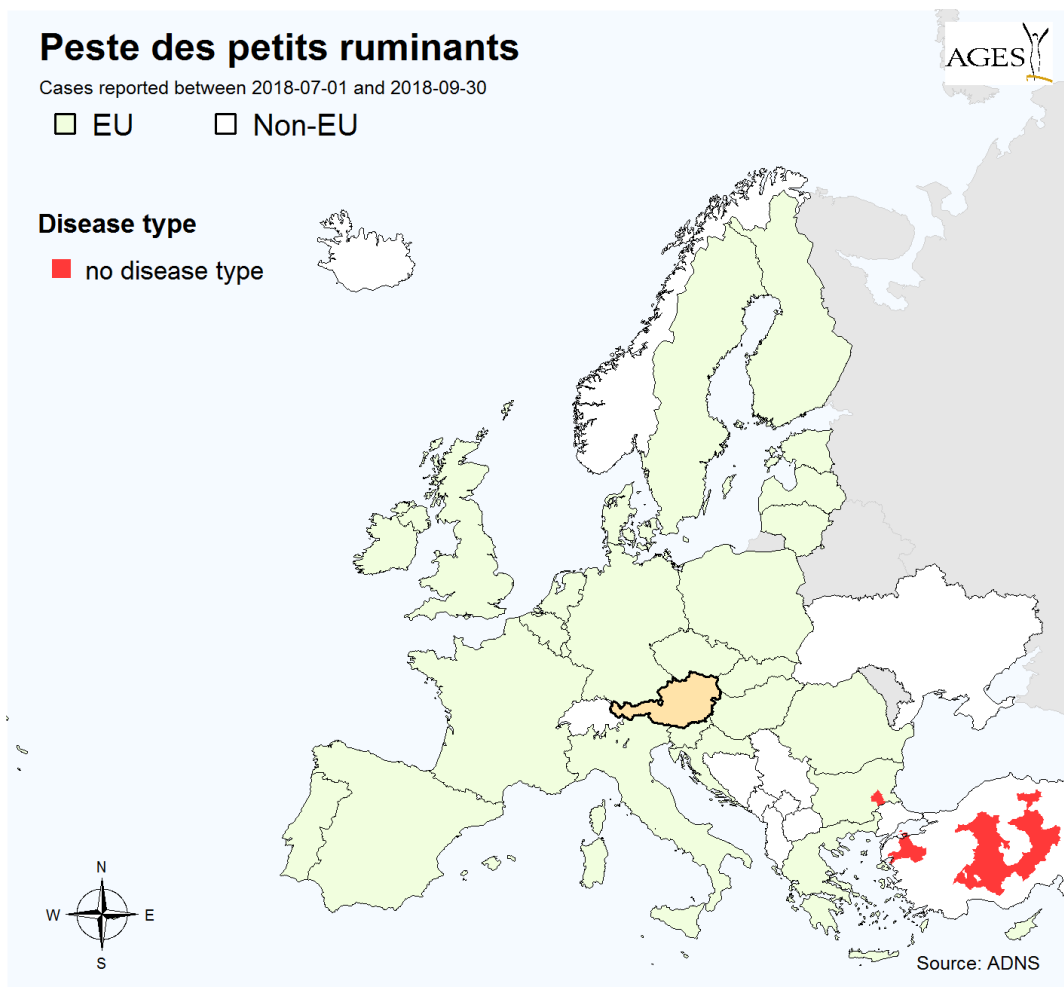 Peste des petits ruminants
Cases reported between 2018-07-01 and 2018-09-30
EU Non-EU
AGES
Disease type
no disease type
N
W E
S
Source: ADNS